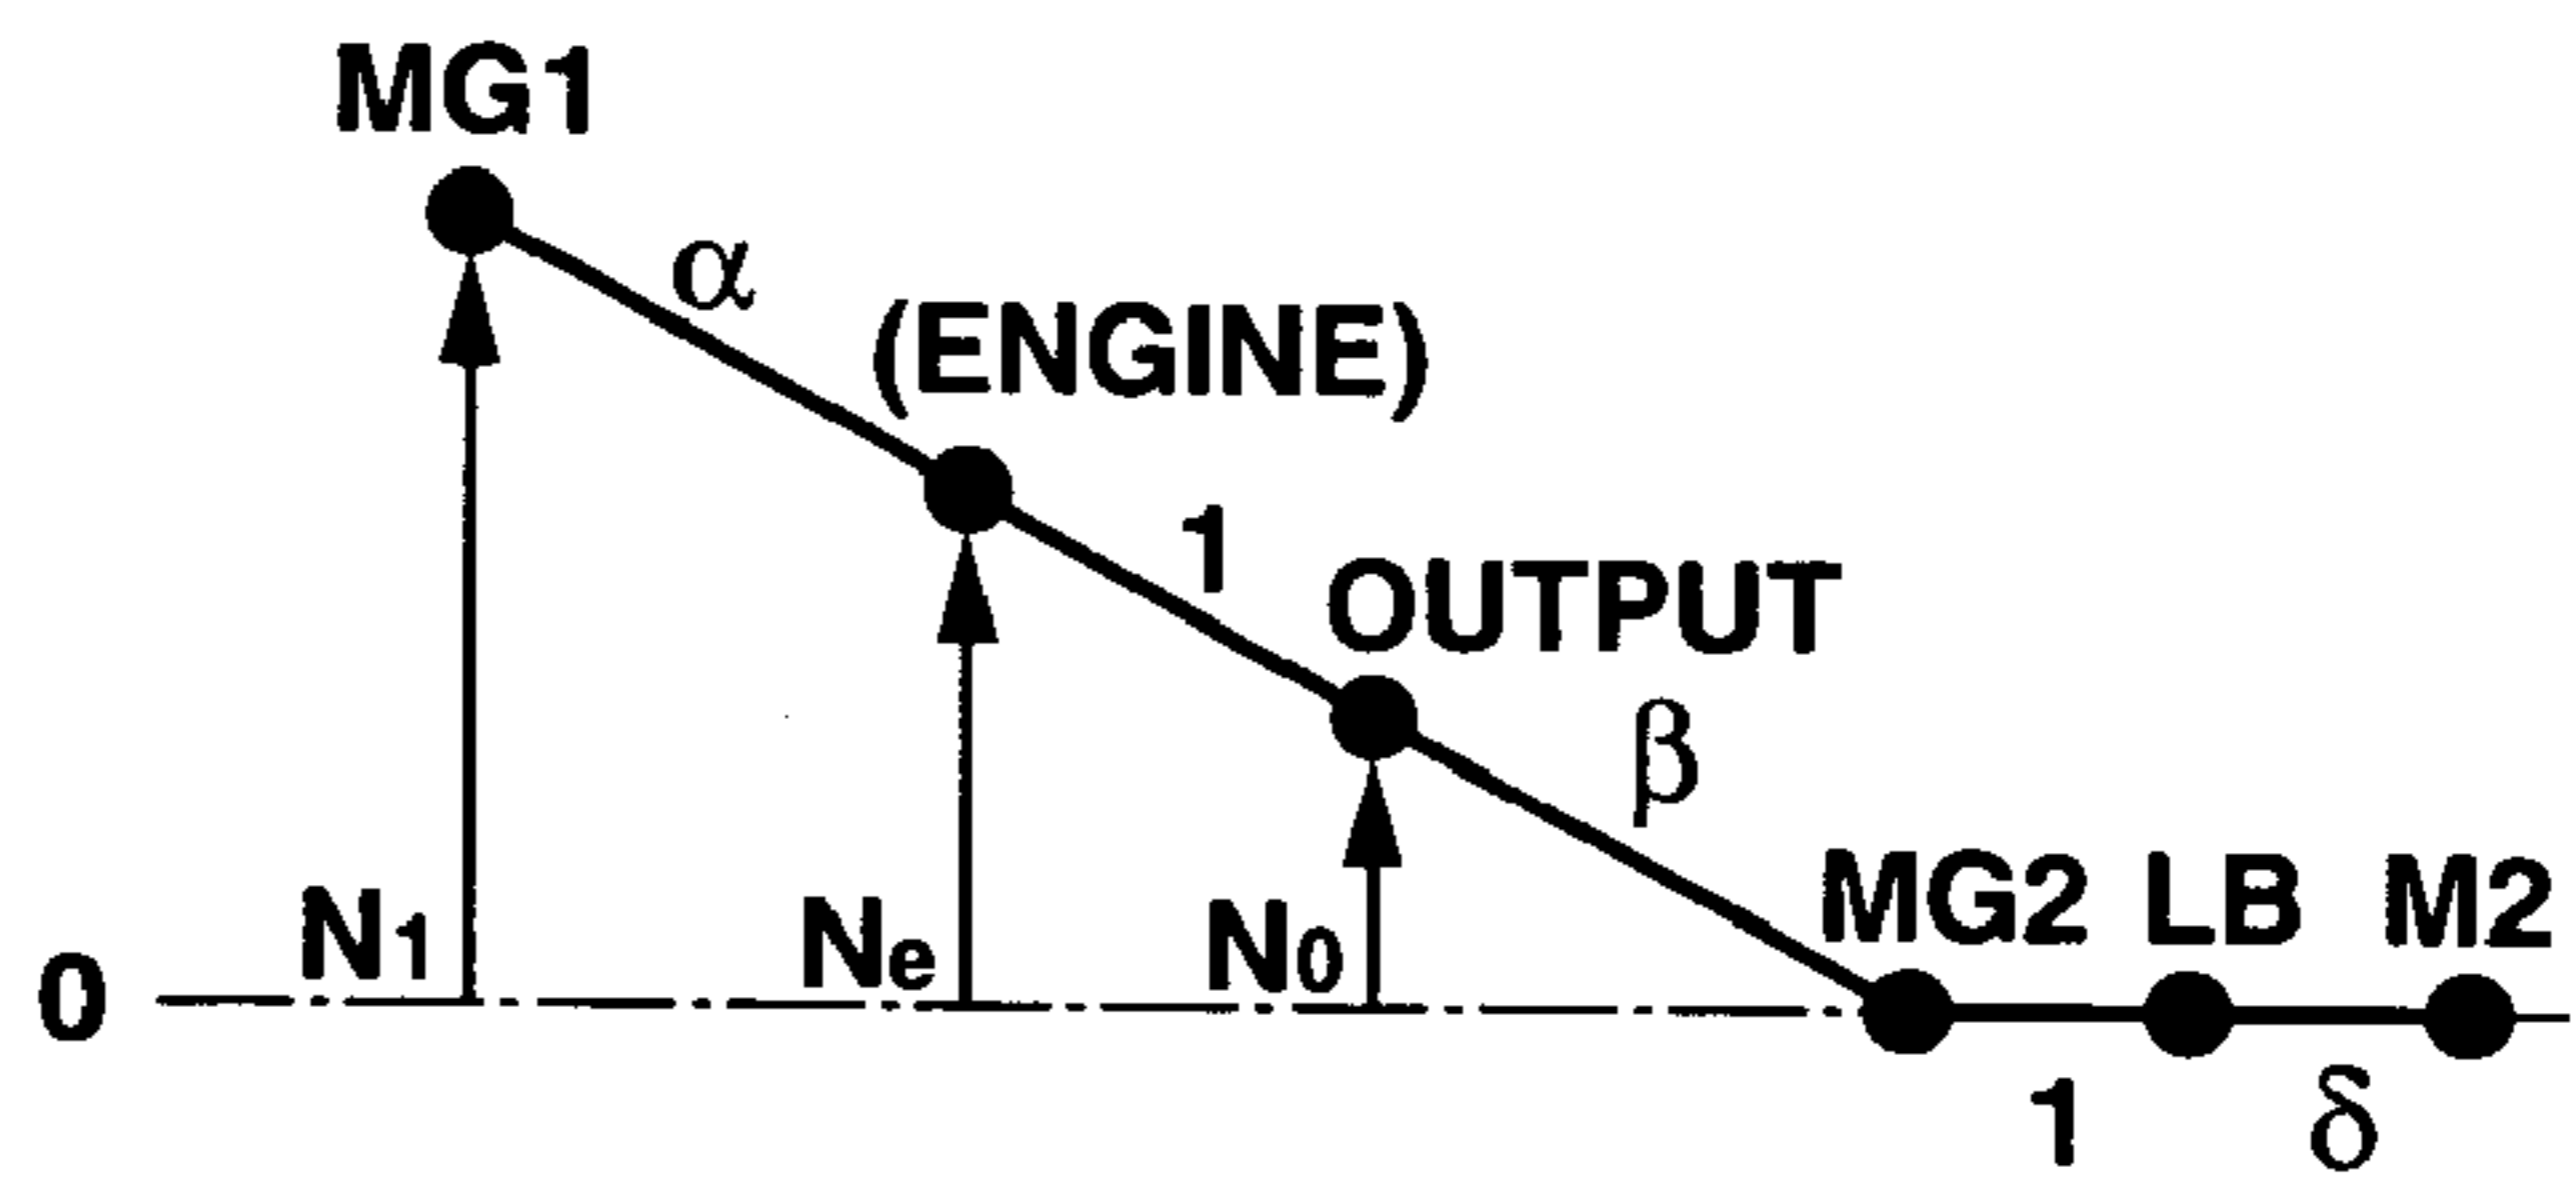 MG1
α
(ENGINE)
1
OUTPUT
β
MG2 LB M2
0 N1 Ne N0
1 δ